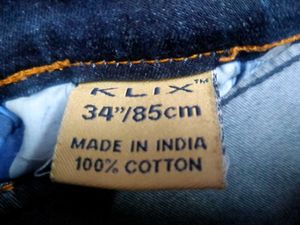 KLIX™
34"/85cm
MADE IN INDIA
100% COTTON